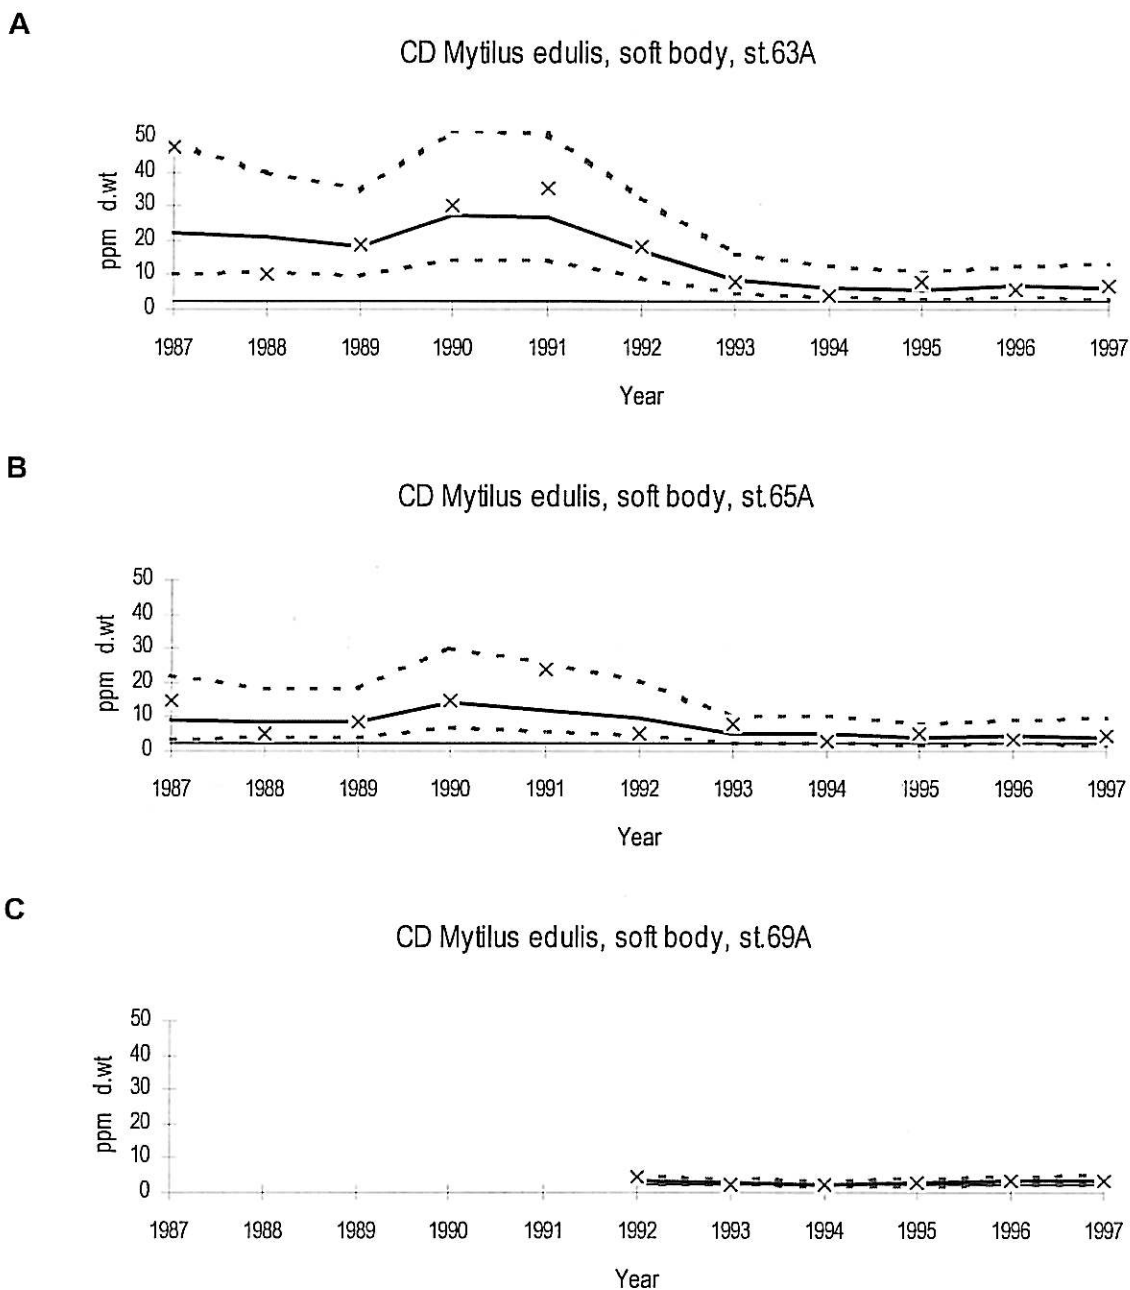 A
CD Mytilus edulis, soft body, st.63A
ppm d.wt
50
40
30
20
10
0
1987 1988 1989 1990 1991 1992 1993 1994 1995 1996 1997
Year
B
CD Mytilus edulis, soft body, st.65A
ppm d.wt
50
40
30
20
10
0
1987 1988 1989 1990 1991 1992 1993 1994 1995 1996 1997
Year
C
CD Mytilus edulis, soft body, st.69A
ppm d.wt
50
40
30
20
10
0
1987 1988 1989 1990 1991 1992 1993 1994 1995 1996 1997
Year